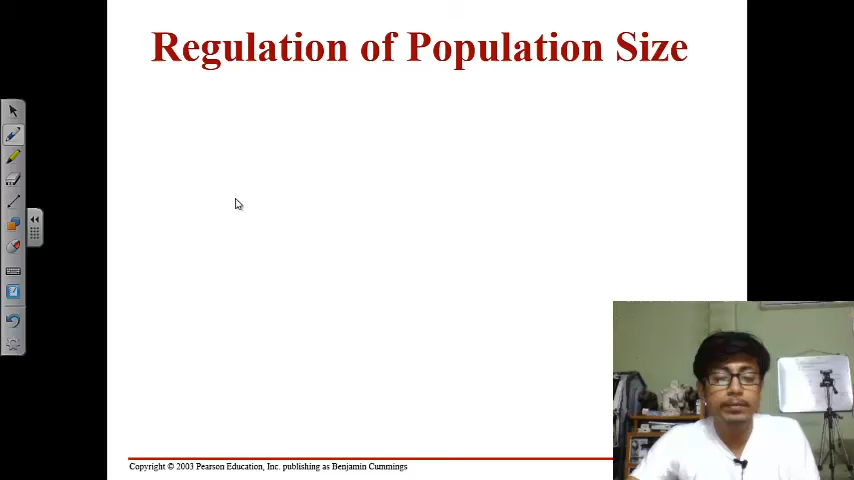 Regulation of Population Size
Copyright © 2003 Pearson Education, Inc. publishing as Benjamin Cummings